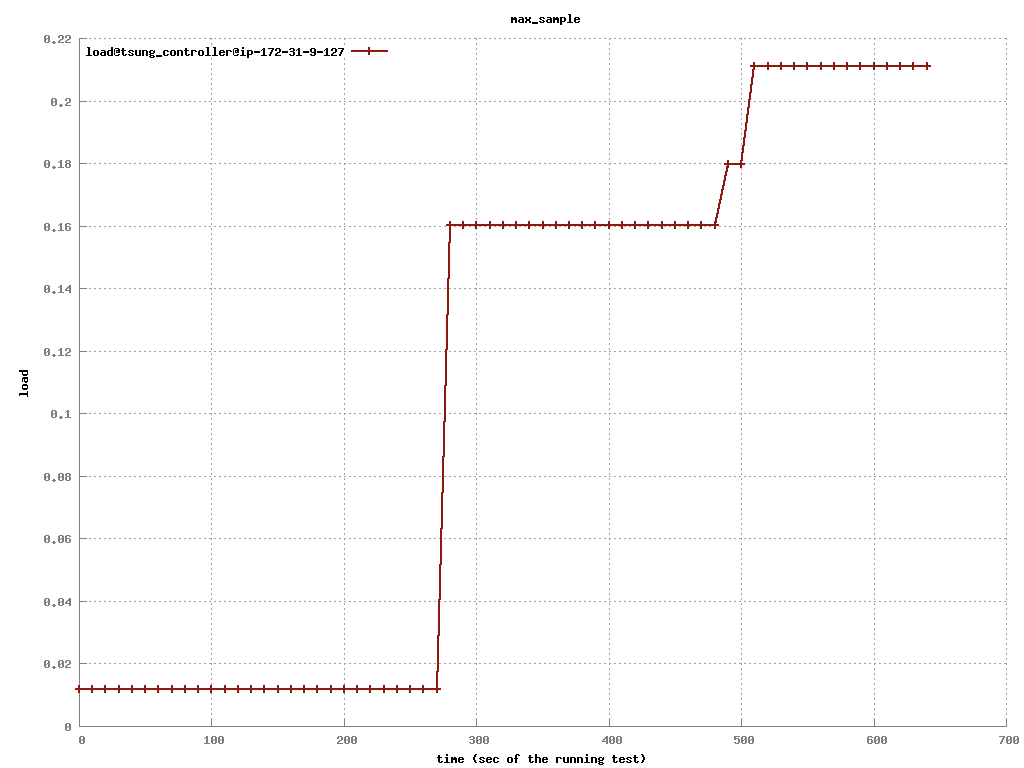 max_sample
load@tsung_controller@ip-172-31-9-127
0.22
0.2
0.18
0.16
0.14
0.12
0.1
0.08
0.06
0.04
0.02
0
load
0 100 200 300 400 500 600 700
time (sec of the running test)